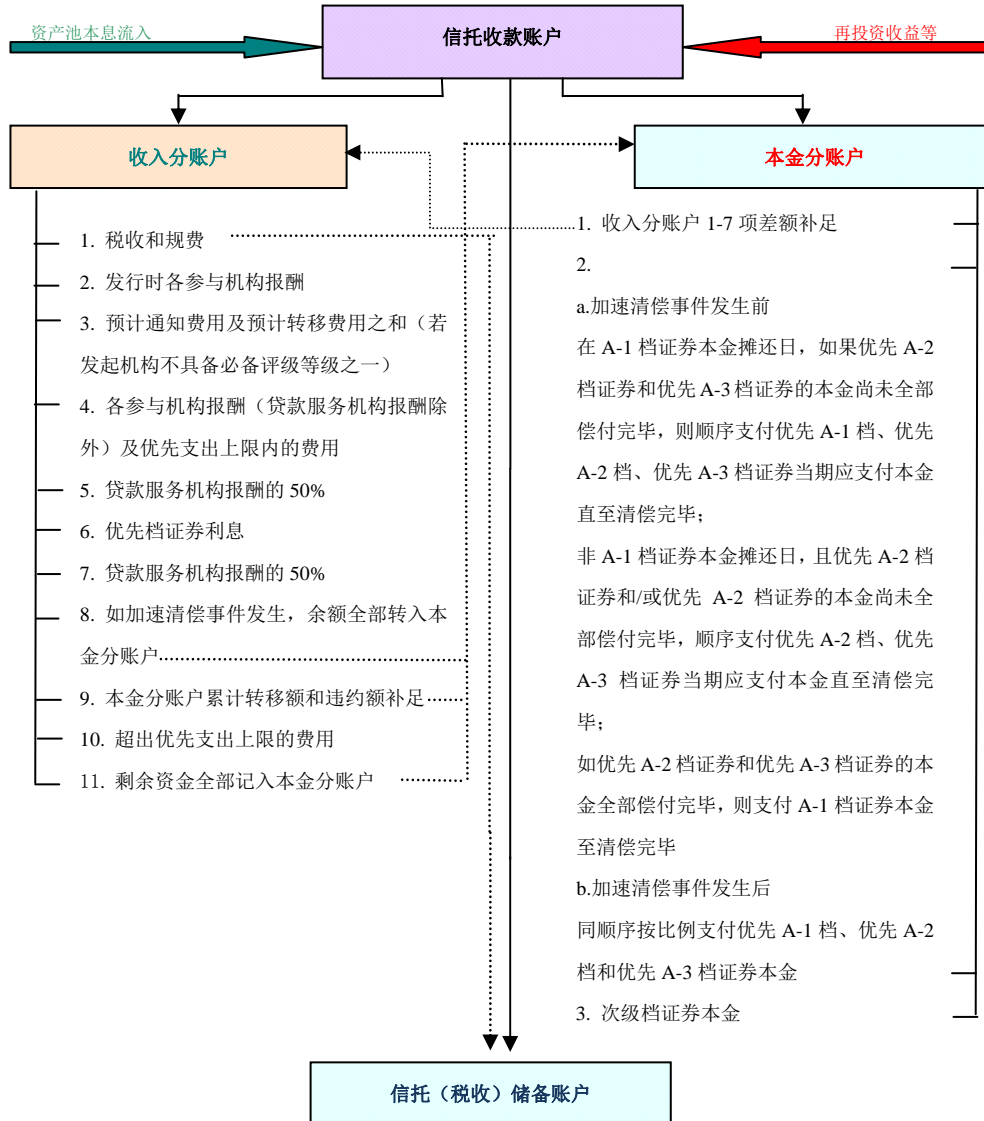 资产池本息流入
信托收款账户
再投资收益等
收入分账户
本金分账户
1. 税收和规费
2. 发行时各参与机构报酬
3. 预计通知费用及预计转移费用之和（若
发起机构不具备必备评级等级之一）
4. 各参与机构报酬（贷款服务机构报酬除
外）及优先支出上限内的费用
5. 贷款服务机构报酬的 50%
6. 优先档证券利息
7. 贷款服务机构报酬的 50%
8. 如加速清偿事件发生，余额全部转入本
金分账户
9. 本金分账户累计转移额和违约额补足
10. 超出优先支出上限的费用
11. 剩余资金全部记入本金分账户
1. 收入分账户 1-7 项差额补足
2.
a.加速清偿事件发生前
在 A-1 档证券本金摊还日，如果优先 A-2
档证券和优先 A-3 档证券的本金尚未全部
偿付完毕，则顺序支付优先 A-1 档、优先
A-2 档、优先 A-3 档证券当期应支付本金
直至清偿完毕；
非 A-1 档证券本金摊还日，且优先 A-2 档
证券和/或优先 A-2 档证券的本金尚未全
部偿付完毕，顺序支付优先 A-2 档、优先
A-3 档证券当期应支付本金直至清偿完
毕；
如优先 A-2 档证券和优先 A-3 档证券的本
金全部偿付完毕，则支付 A-1 档证券本金
至清偿完毕
b.加速清偿事件发生后
同顺序按比例支付优先 A-1 档、优先 A-2
档和优先 A-3 档证券本金
3. 次级档证券本金
信托（税收）储备账户